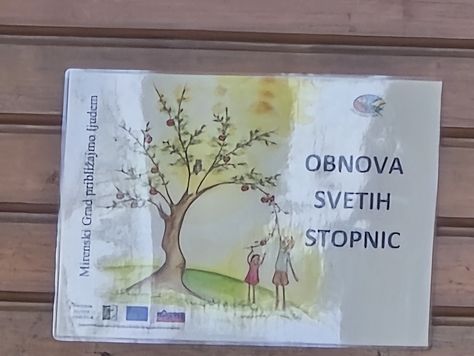 Mirenski Grad približajmo ljudem
OBNOVA
SVETIH
STOPNIC